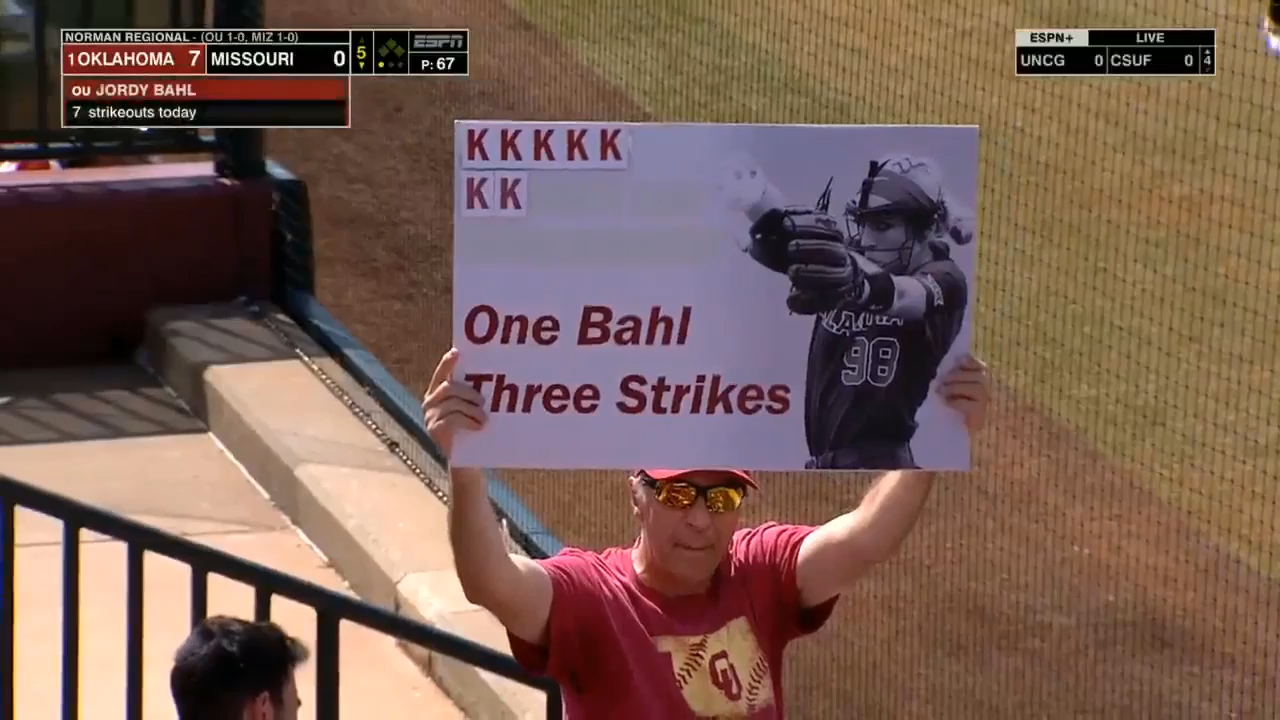 NORMAN REGIONAL - (OU 1-0, MIZ 1-0)
1 OKLAHOMA 7 MISSOURI 0 5 ESPN
P: 67
OU JORDY BAHL
7 strikeouts today
ESPN+ LIVE
UNCG 0 CSUF 0 4
KKKKK
KK
One Bahl
Three Strikes
98
OU